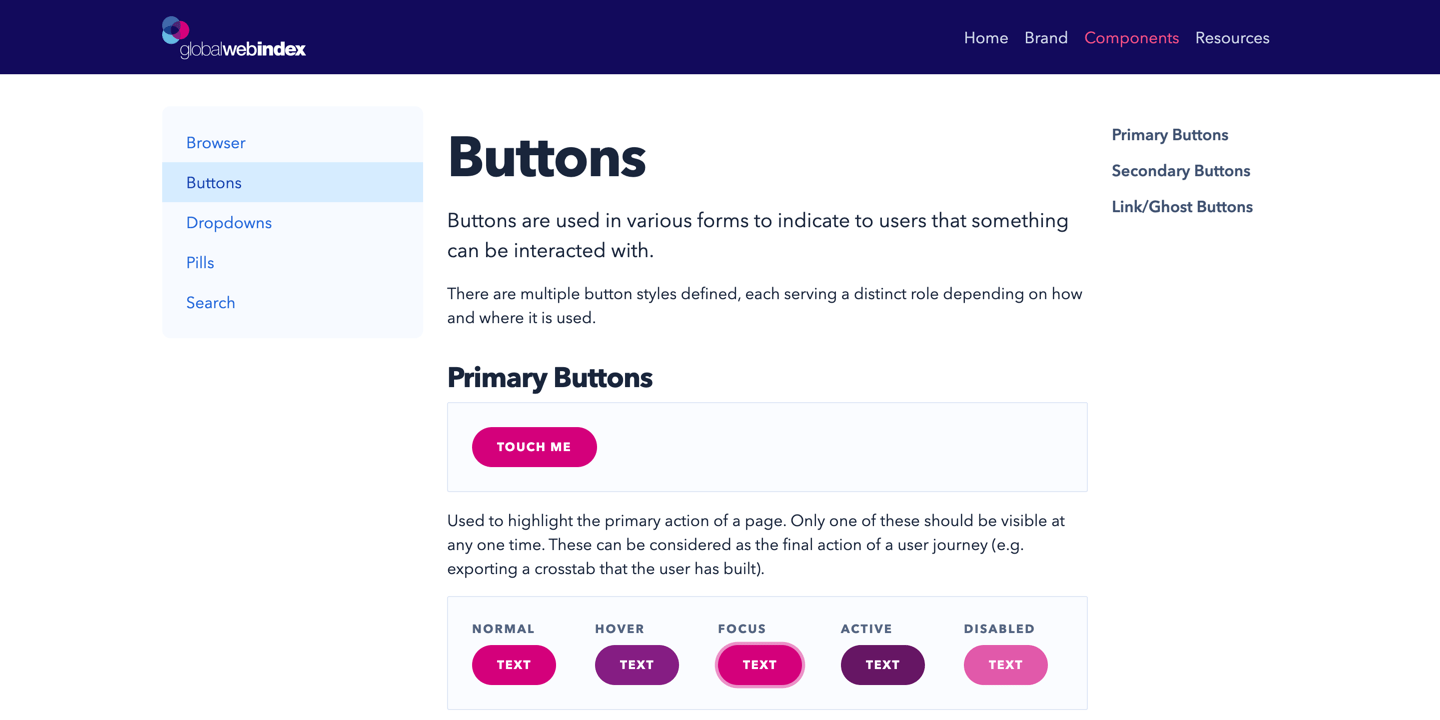 globalwebindex
Home Brand Components Resources
Browser
Buttons
Dropdowns
Pills
Search
Buttons
Buttons are used in various forms to indicate to users that something
can be interacted with.
There are multiple button styles defined, each serving a distinct role depending on how
and where it is used.
Primary Buttons
TOUCH ME
Used to highlight the primary action of a page. Only one of these should be visible at
any one time. These can be considered as the final action of a user journey (e.g.
exporting a crosstab that the user has built).
NORMAL HOVER FOCUS ACTIVE DISABLED
TEXT TEXT TEXT TEXT TEXT
Primary Buttons
Secondary Buttons
Link/Ghost Buttons